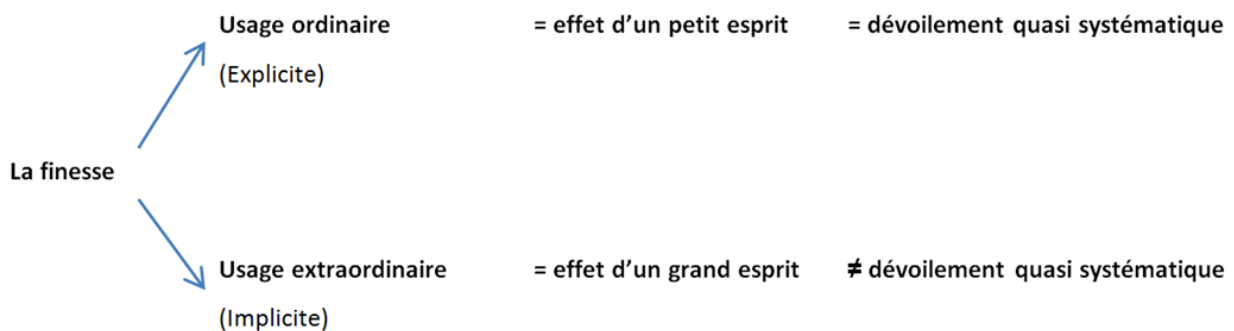 Usage ordinaire = effet d’un petit esprit = dévoilement quasi systématique
(Explicite)
La finesse
Usage extraordinaire = effet d’un grand esprit ≠ dévoilement quasi systématique
(Implicite)